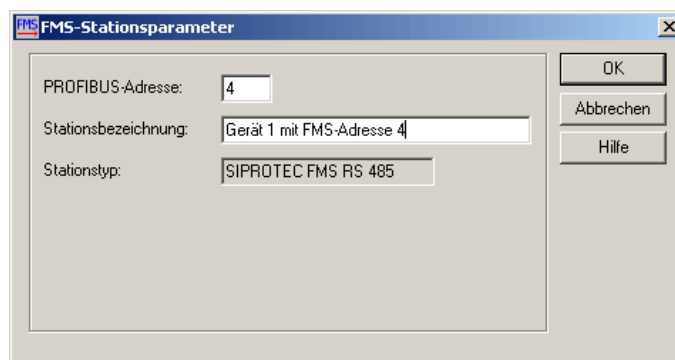 FMS FMS-Stationsparameter
PROFIBUS-Adresse: 4
Stationsbezeichnung: Gerät 1 mit FMS-Adresse 4
Stationstyp: SIPROTEC FMS RS 485
OK
Abbrechen
Hilfe